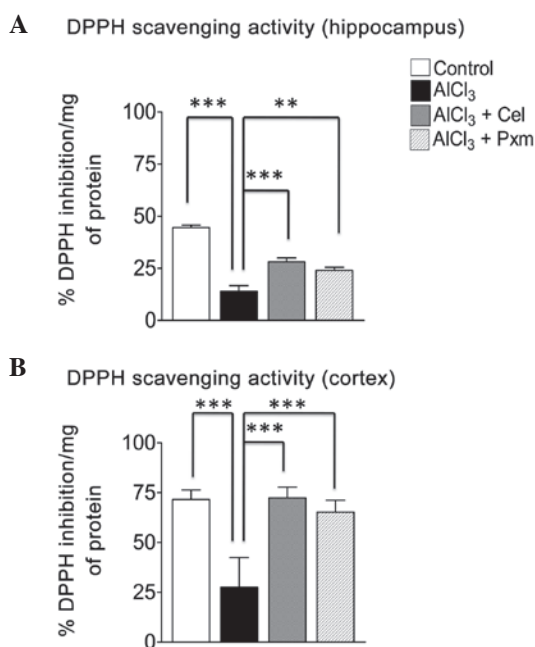 A
DPPH scavenging activity (hippocampus)
Control
AlCl3
AlCl3 + Cel
AlCl3 + Pxm
*** **
***
100
75
50
25
0
% DPPH inhibition/mg
of protein
B
DPPH scavenging activity (cortex)
*** ***
***
100
75
50
25
0
% DPPH inhibition/mg
of protein